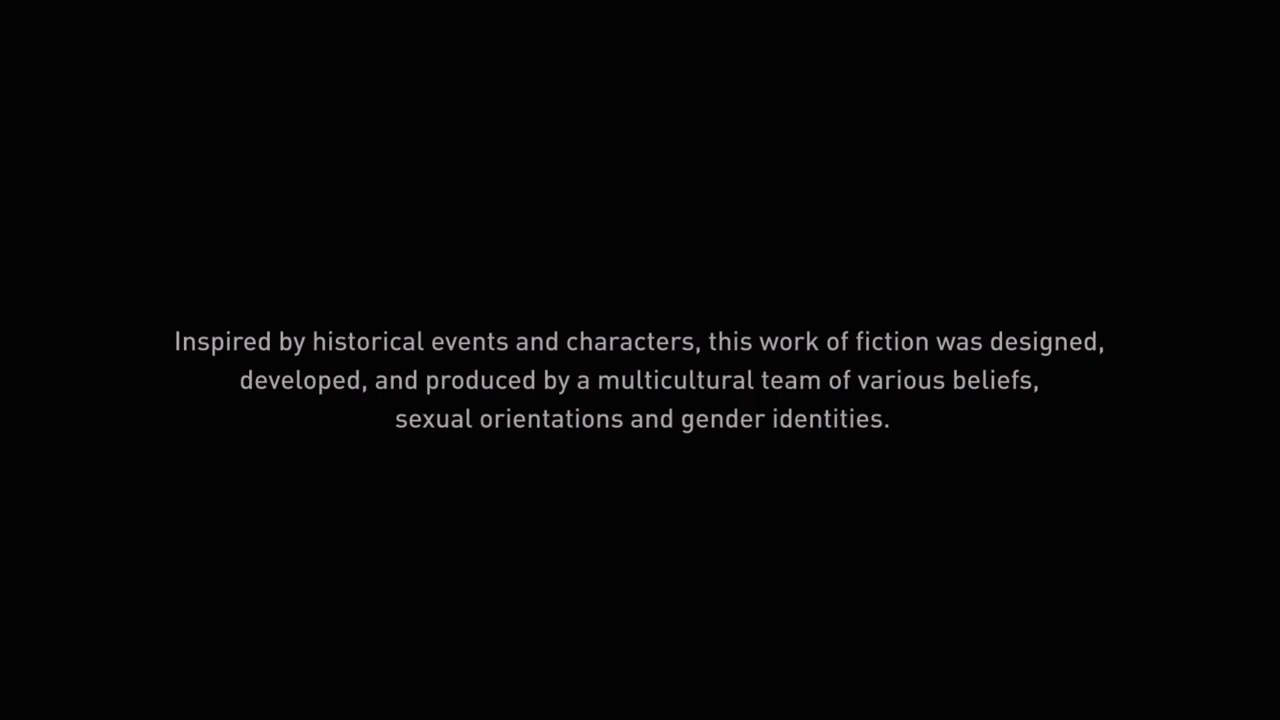 Inspired by historical events and characters, this work of fiction was designed,
developed, and produced by a multicultural team of various beliefs,
sexual orientations and gender identities.